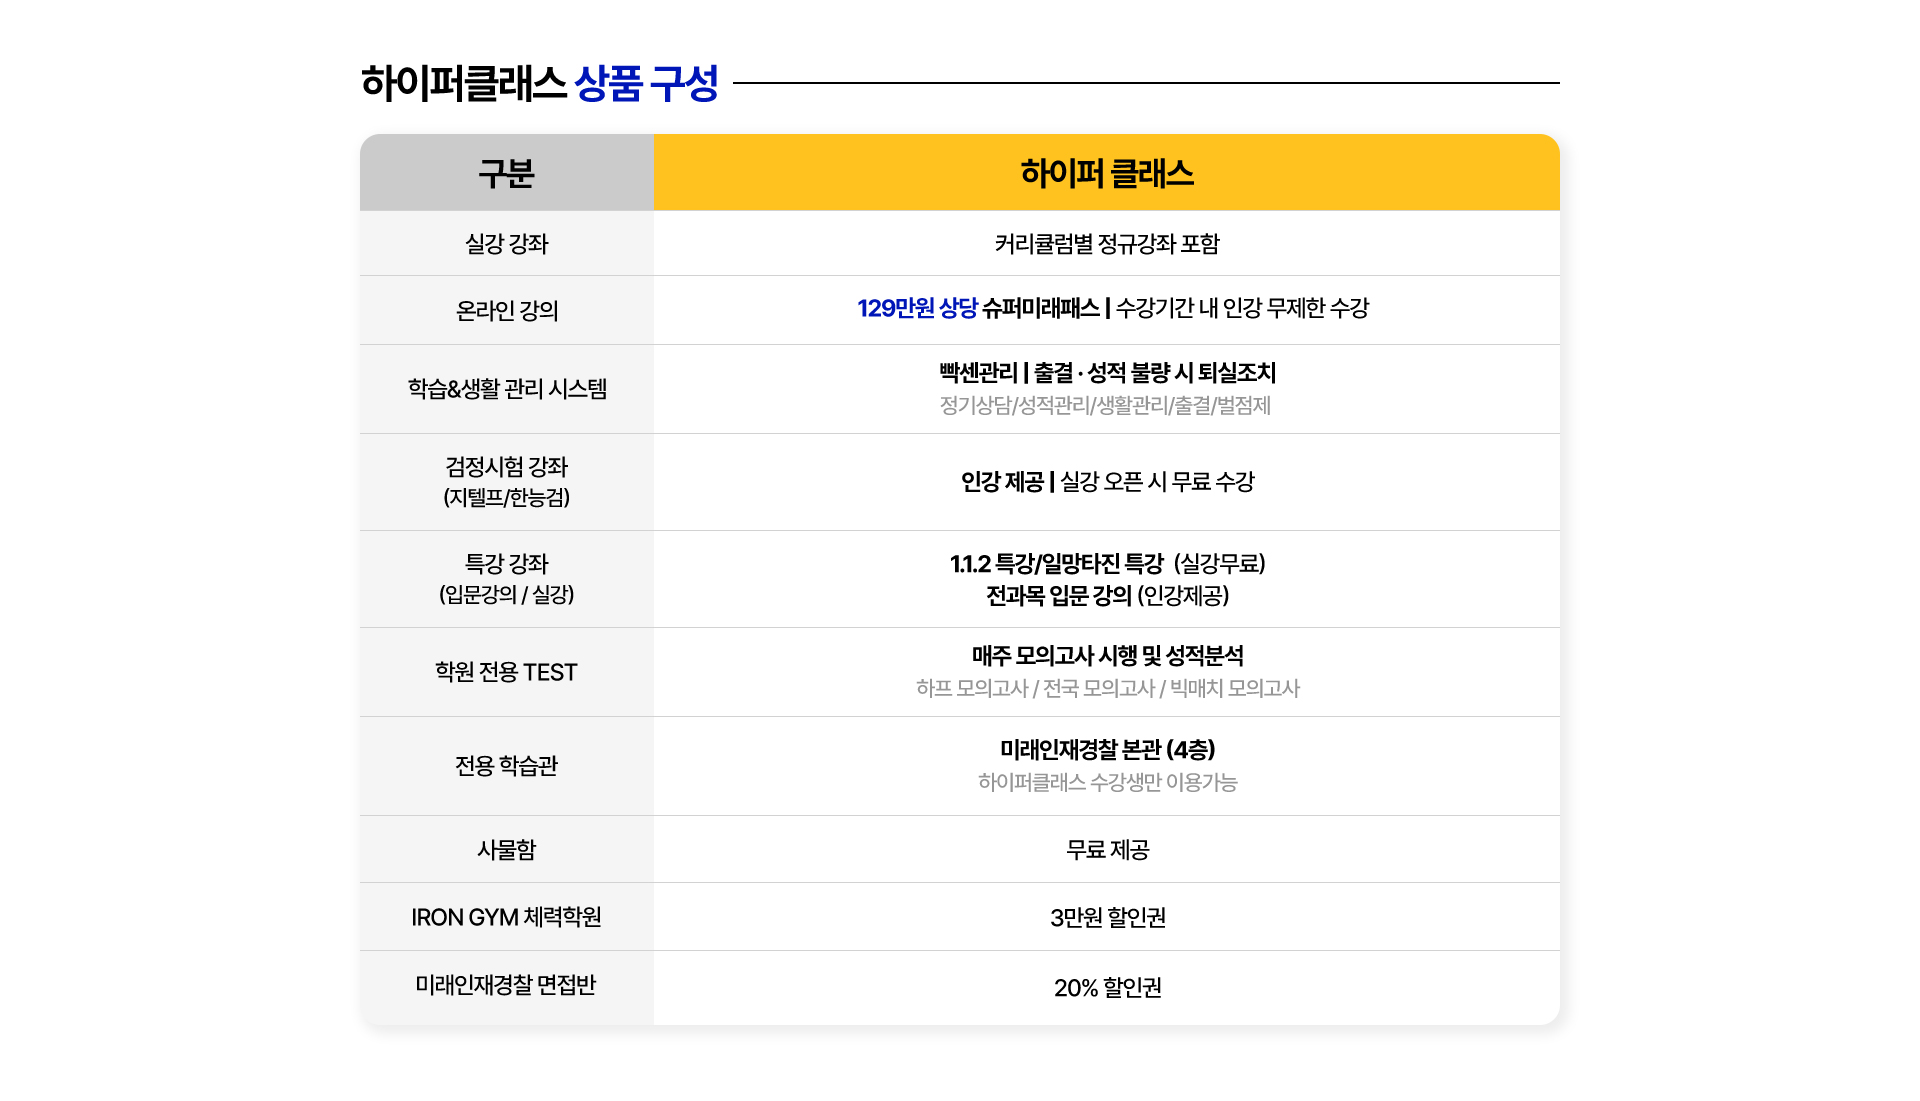 하이퍼클래스 상품 구성
구분
하이퍼 클래스
실강 강좌
커리큘럼별 정규강좌 포함
온라인 강의
129만원 상당 슈퍼미래패스 | 수강기간 내 인강 무제한 수강
학습&생활 관리 시스템
빡센관리 | 출결 · 성적 불량 시 퇴실조치
정기상담/성적관리/생활관리/출결/벌점제
검정시험 강좌
(지텔프/한능검)
인강 제공 | 실강 오픈 시 무료 수강
특강 강좌
(입문강의 / 실강)
1.1.2 특강/일망타진 특강 (실강무료)
전과목 입문 강의 (인강제공)
학원 전용 TEST
매주 모의고사 시행 및 성적분석
하프 모의고사 / 전국 모의고사 / 빅매치 모의고사
전용 학습관
미래인재경찰 본관 (4층)
하이퍼클래스 수강생만 이용가능
사물함
무료 제공
IRON GYM 체력학원
3만원 할인권
미래인재경찰 면접반
20% 할인권